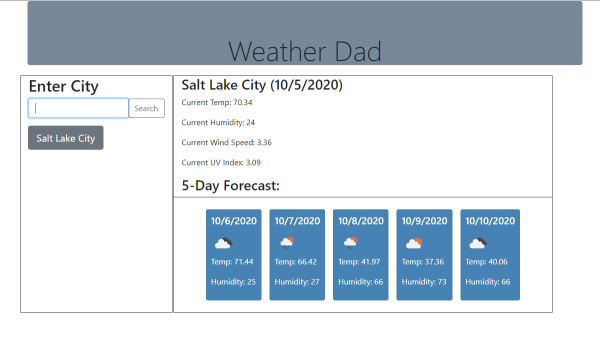 Weather Dad
Enter City
Search
Salt Lake City
Salt Lake City (10/5/2020)
Current Temp: 70.34
Current Humidity: 24
Current Wind Speed: 3.36
Current UV Index: 3.09
5-Day Forecast:
10/6/2020
Temp: 71.44
Humidity: 25
10/7/2020
Temp: 66.42
Humidity: 27
10/8/2020
Temp: 41.97
Humidity: 66
10/9/2020
Temp: 37.36
Humidity: 73
10/10/2020
Temp: 40.06
Humidity: 66